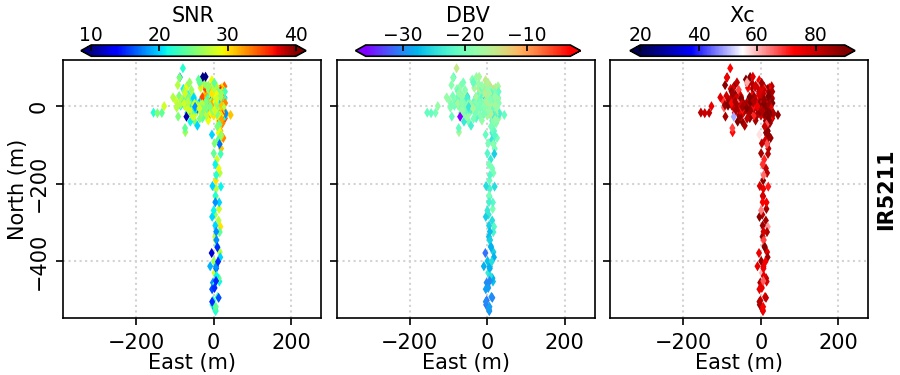 SNR
DBV
Xc
10 20 30 40
−30 −20 −10
20 40 60 80
North (m)
0
−200
−400
IR5211
−200 0 200
−200 0 200
−200 0 200
East (m)
East (m)
East (m)